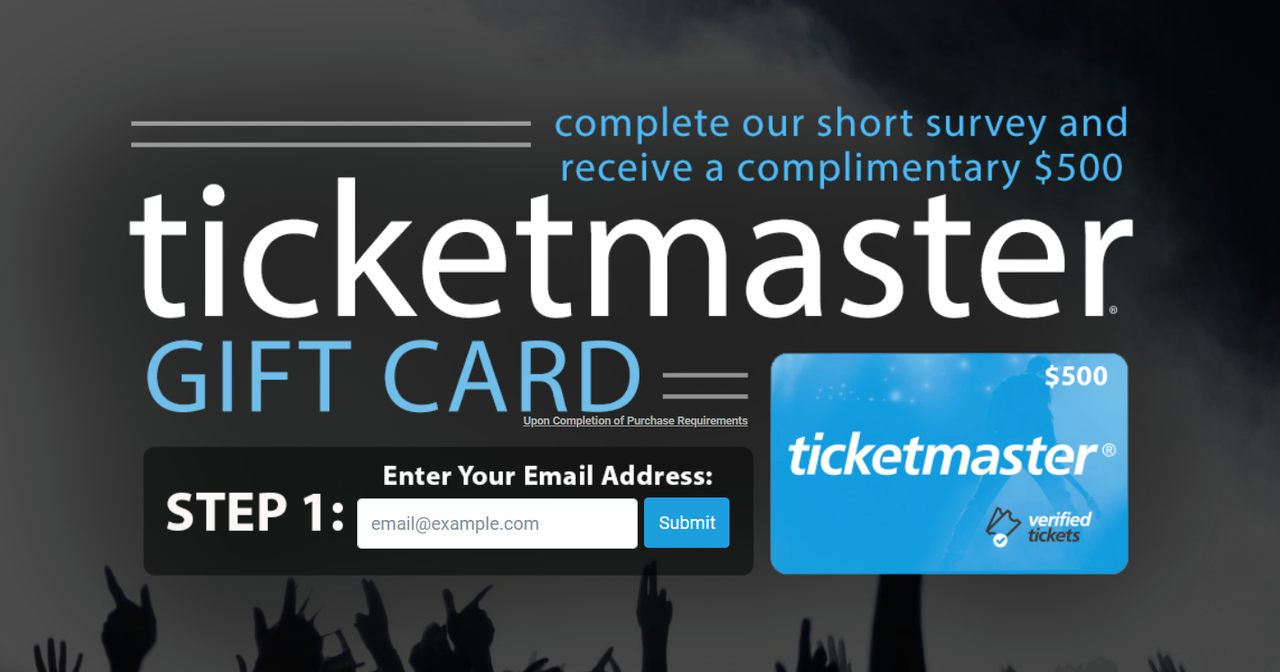 complete our short survey and
receive a complimentary $500
ticketmaster®
GIFT CARD
Upon Completion of Purchase Requirements
$500
ticketmaster®
verified
tickets
Enter Your Email Address:
STEP 1:
email@example.com
Submit